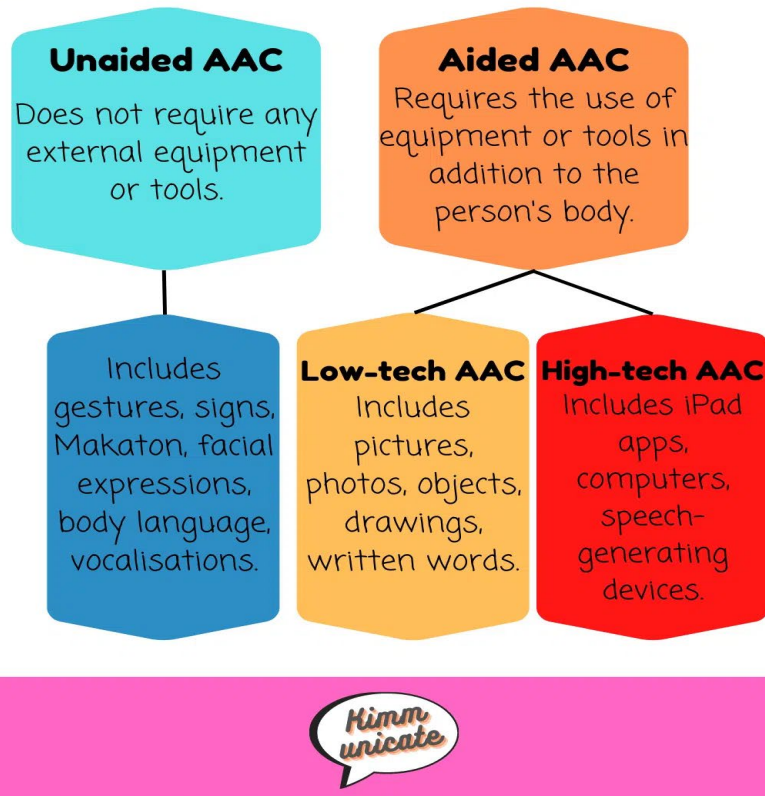 Unaided AAC
Does not require any
external equipment
or tools.
Aided AAC
Requires the use of
equipment or tools in
addition to the
person's body.
Includes
gestures, signs,
Makaton, facial
expressions,
body language,
vocalisations.
Low-tech AAC
Includes
pictures,
photos, objects,
drawings,
written words.
High-tech AAC
Includes iPad
apps,
computers,
speech-
generating
devices.
Kimm
unicate